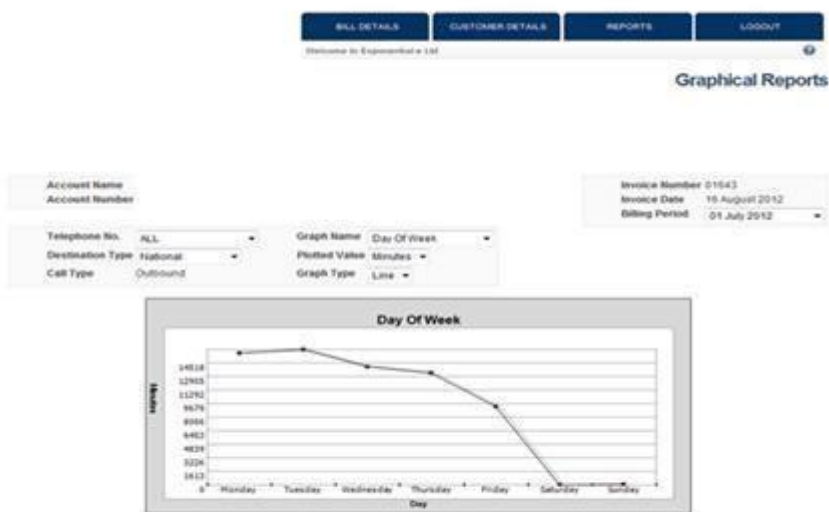 BILL DETAILS CUSTOMER DETAILS REPORTS LOGOUT
Welcome to Exponential-e Ltd
Graphical Reports
Account Name
Account Number
Invoice Number 01643
Invoice Date 16 August 2012
Billing Period 01 July 2012
Telephone No. ALL Graph Name Day Of Week
Destination Type National Plotted Value Minutes
Call Type Outbound Graph Type Line
Day Of Week
Minutes
14518
12905
11292
9679
8066
6453
4839
3226
1613
0
Monday Tuesday Wednesday Thursday Friday Saturday Sunday
Day